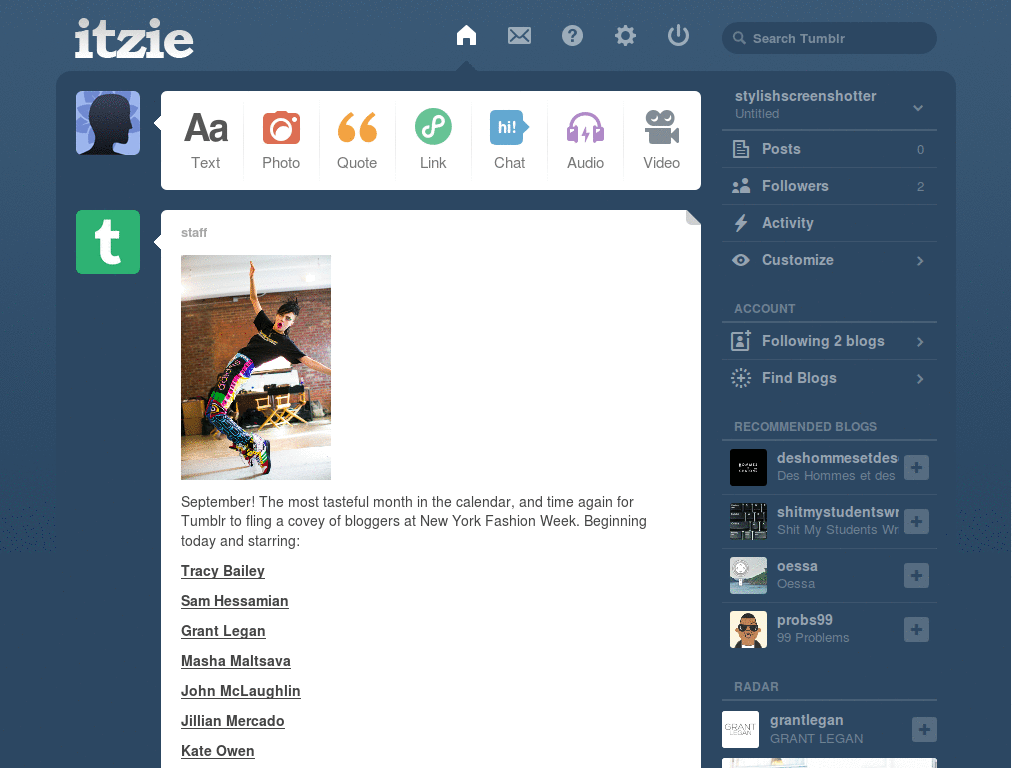 itzie
?
Search Tumblr
Aa
Text
Photo
Quote
Link
hi!
Chat
Audio
Video
t
staff
September! The most tasteful month in the calendar, and time again for
Tumblr to fling a covey of bloggers at New York Fashion Week. Beginning
today and starring:
Tracy Bailey
Sam Hessamian
Grant Legan
Masha Maltsava
John McLaughlin
Jillian Mercado
Kate Owen
stylishscreenshotter
Untitled
Posts 0
Followers 2
Activity
Customize
ACCOUNT
Following 2 blogs
Find Blogs
RECOMMENDED BLOGS
deshommesetdes
Des Hommes et des
shitmystudentswr
Shit My Students Wr
oessa
Oessa
probs99
99 Problems
RADAR
GRANT
LEGAN
grantlegan
GRANT LEGAN